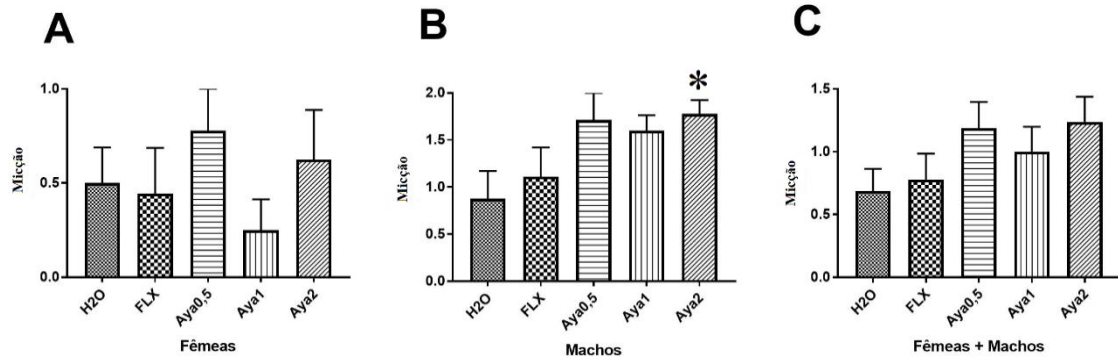 A
Micção
1.0
0.5
0.0
H2O
FLX
Aya0,5
Aya1
Aya2
Fêmeas
B
Micção
2.0
1.5
1.0
0.5
0.0
*
H2O
FLX
Aya0,5
Aya1
Aya2
Machos
C
Micção
1.5
1.0
0.5
0.0
H2O
FLX
Aya0,5
Aya1
Aya2
Fêmeas + Machos